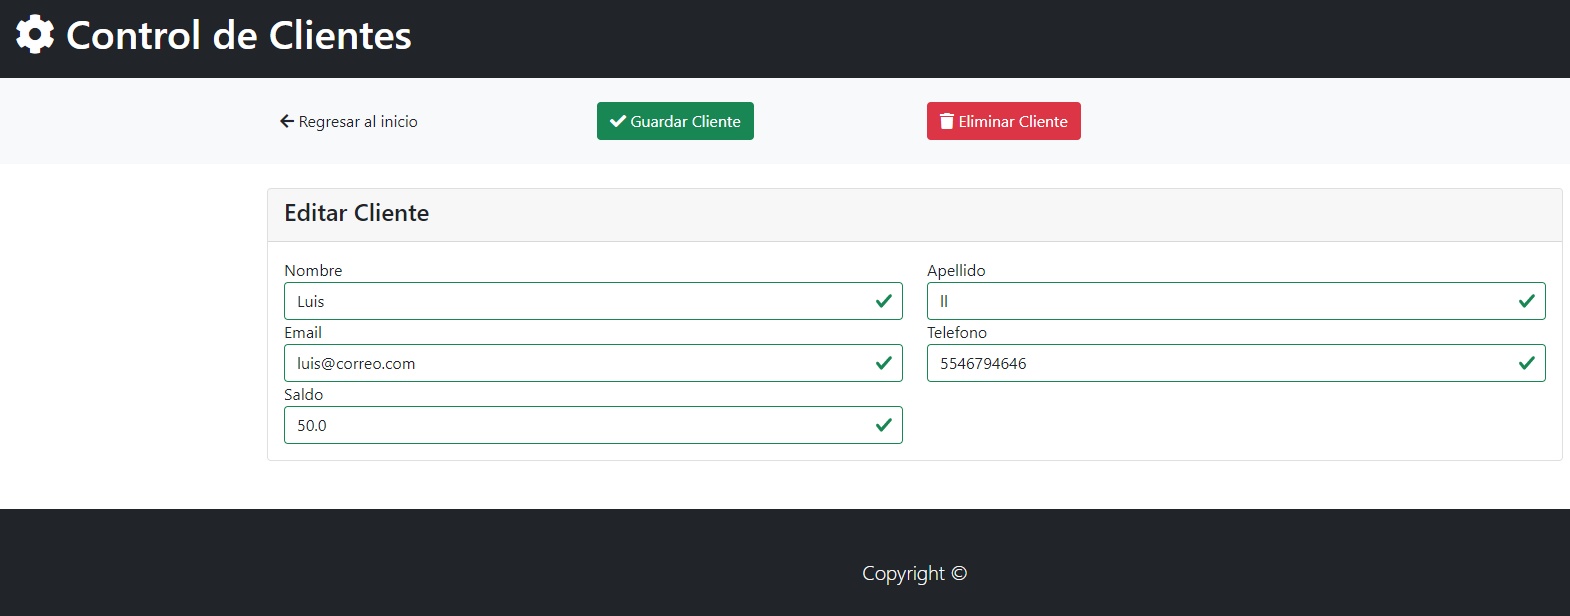 Control de Clientes
Regresar al inicio
Guardar Cliente
Eliminar Cliente
Editar Cliente
Nombre
Apellido
Luis
ll
Email
Telefono
luis@correo.com
5546794646
Saldo
50.0
Copyright ©